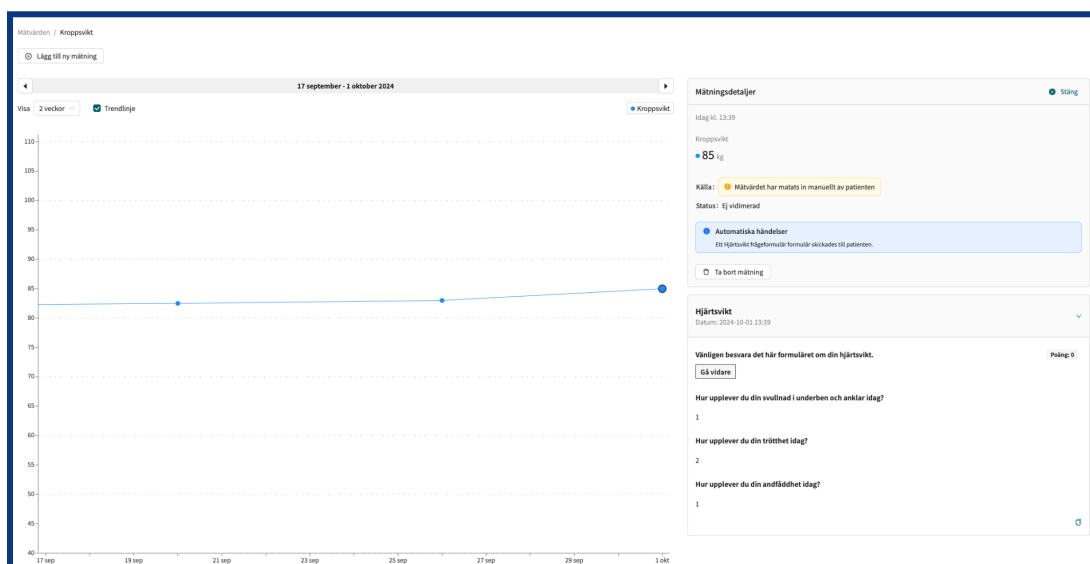 Mätvärden / Kroppsvikt
Lägg till ny mätning
17 september - 1 oktober 2024
Visa 2 veckor Trendlinje Kroppsvikt
110
105
100
95
90
85
80
75
70
65
60
55
50
45
40
17 sep 19 sep 21 sep 23 sep 25 sep 27 sep 29 sep 1 okt
Mätningsdetaljer Stäng
Idag kl. 13:39
Kroppsvikt
85 kg
Källa: Mätvärdet har matats in manuellt av patienten
Status: Ej vidimerad
Automatiska händelser
Ett Hjärtsvikt frågeformulär formulär skickades till patienten.
Ta bort mätning
Hjärtsvikt
Datum: 2024-10-01 13:39
Vänligen besvara det här formuläret om din hjärtsvikt. Poäng: 0
Gå vidare
Hur upplever du din svullnad i underben och anklar idag?
1
Hur upplever du din trötthet idag?
2
Hur upplever du din andfåddhet idag?
1